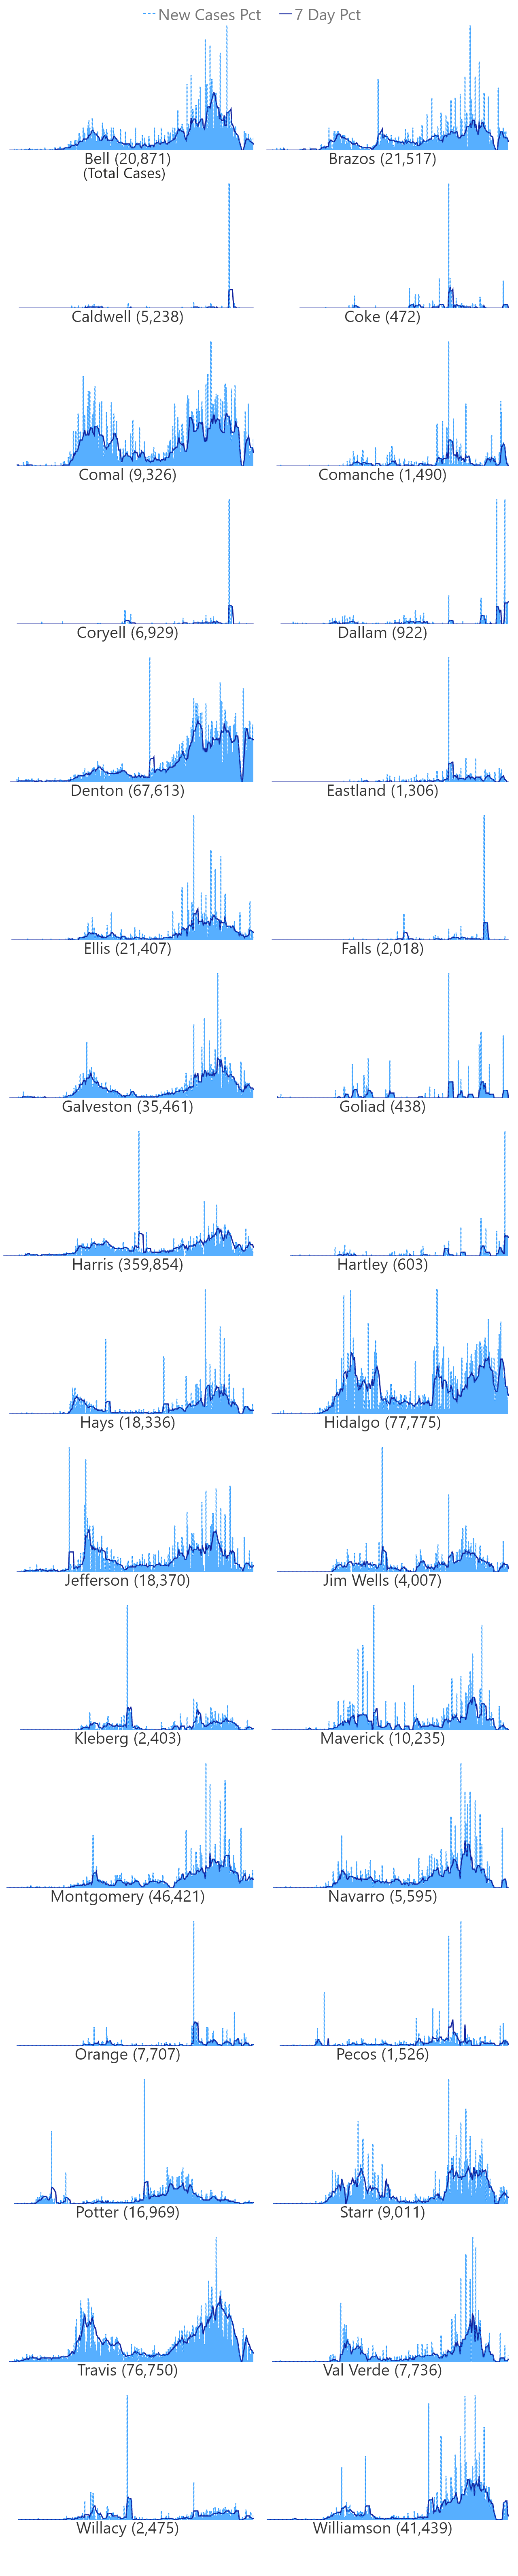 New Cases Pct 7 Day Pct
Bell (20,871) Brazos (21,517)
(Total Cases)
Caldwell (5,238) Coke (472)
Comal (9,326) Comanche (1,490)
Coryell (6,929) Dallam (922)
Denton (67,613) Eastland (1,306)
Ellis (21,407) Falls (2,018)
Galveston (35,461) Goliad (438)
Harris (359,854) Hartley (603)
Hays (18,336) Hidalgo (77,775)
Jefferson (18,370) Jim Wells (4,007)
Kleberg (2,403) Maverick (10,235)
Montgomery (46,421) Navarro (5,595)
Orange (7,707) Pecos (1,526)
Potter (16,969) Starr (9,011)
Travis (76,750) Val Verde (7,736)
Willacy (2,475) Williamson (41,439)